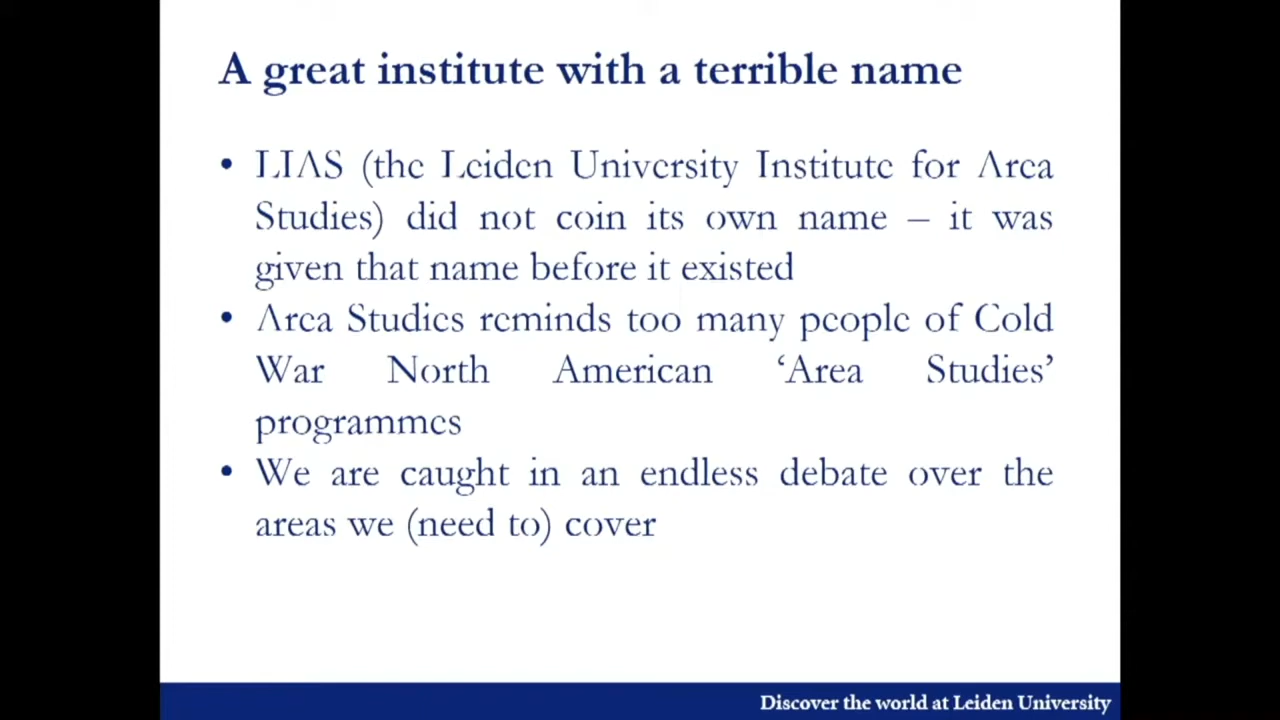 A great institute with a terrible name
• LIAS (the Leiden University Institute for Area
Studies) did not coin its own name – it was
given that name before it existed
• Area Studies reminds too many people of Cold
War North American ‘Area Studies’
programmes
• We are caught in an endless debate over the
areas we (need to) cover
Discover the world at Leiden University